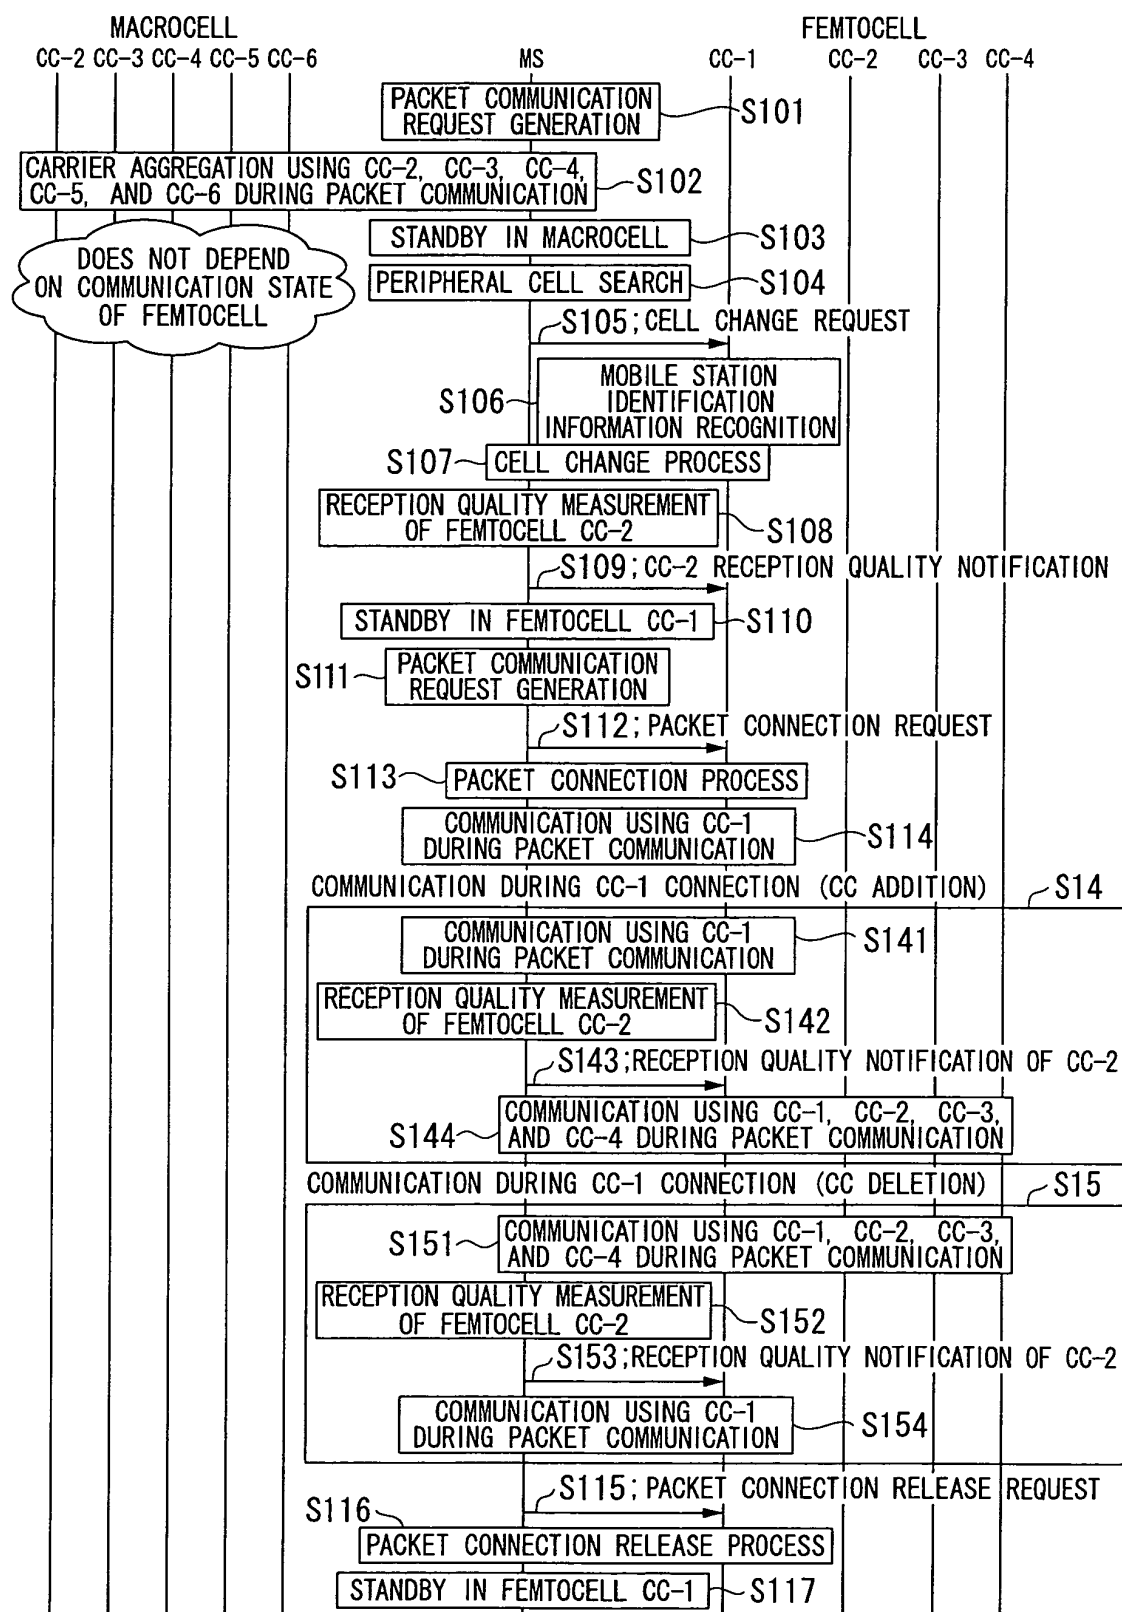 MACROCELL
FEMTOCELL
CC-2 CC-3 CC-4 CC-5 CC-6 MS CC-1 CC-2 CC-3 CC-4
PACKET COMMUNICATION
REQUEST GENERATION
S101
CARRIER AGGREGATION USING CC-2, CC-3, CC-4,
CC-5, AND CC-6 DURING PACKET COMMUNICATION
S102
DOES NOT DEPEND
ON COMMUNICATION STATE
OF FEMTOCELL
STANDBY IN MACROCELL
S103
PERIPHERAL CELL SEARCH
S104
S105;CELL CHANGE REQUEST
S106
MOBILE STATION
IDENTIFICATION
INFORMATION RECOGNITION
S107
CELL CHANGE PROCESS
RECEPTION QUALITY MEASUREMENT
OF FEMTOCELL CC-2
S108
S109;CC-2 RECEPTION QUALITY NOTIFICATION
STANDBY IN FEMTOCELL CC-1
S110
S111
PACKET COMMUNICATION
REQUEST GENERATION
S112;PACKET CONNECTION REQUEST
S113
PACKET CONNECTION PROCESS
COMMUNICATION USING CC-1
DURING PACKET COMMUNICATION
S114
COMMUNICATION DURING CC-1 CONNECTION (CC ADDITION)
S14
COMMUNICATION USING CC-1
DURING PACKET COMMUNICATION
S141
RECEPTION QUALITY MEASUREMENT
OF FEMTOCELL CC-2
S142
S143;RECEPTION QUALITY NOTIFICATION OF CC-2
S144
COMMUNICATION USING CC-1, CC-2, CC-3,
AND CC-4 DURING PACKET COMMUNICATION
COMMUNICATION DURING CC-1 CONNECTION (CC DELETION)
S15
S151
COMMUNICATION USING CC-1, CC-2, CC-3,
AND CC-4 DURING PACKET COMMUNICATION
RECEPTION QUALITY MEASUREMENT
OF FEMTOCELL CC-2
S152
S153;RECEPTION QUALITY NOTIFICATION OF CC-2
COMMUNICATION USING CC-1
DURING PACKET COMMUNICATION
S154
S115;PACKET CONNECTION RELEASE REQUEST
S116
PACKET CONNECTION RELEASE PROCESS
STANDBY IN FEMTOCELL CC-1
S117